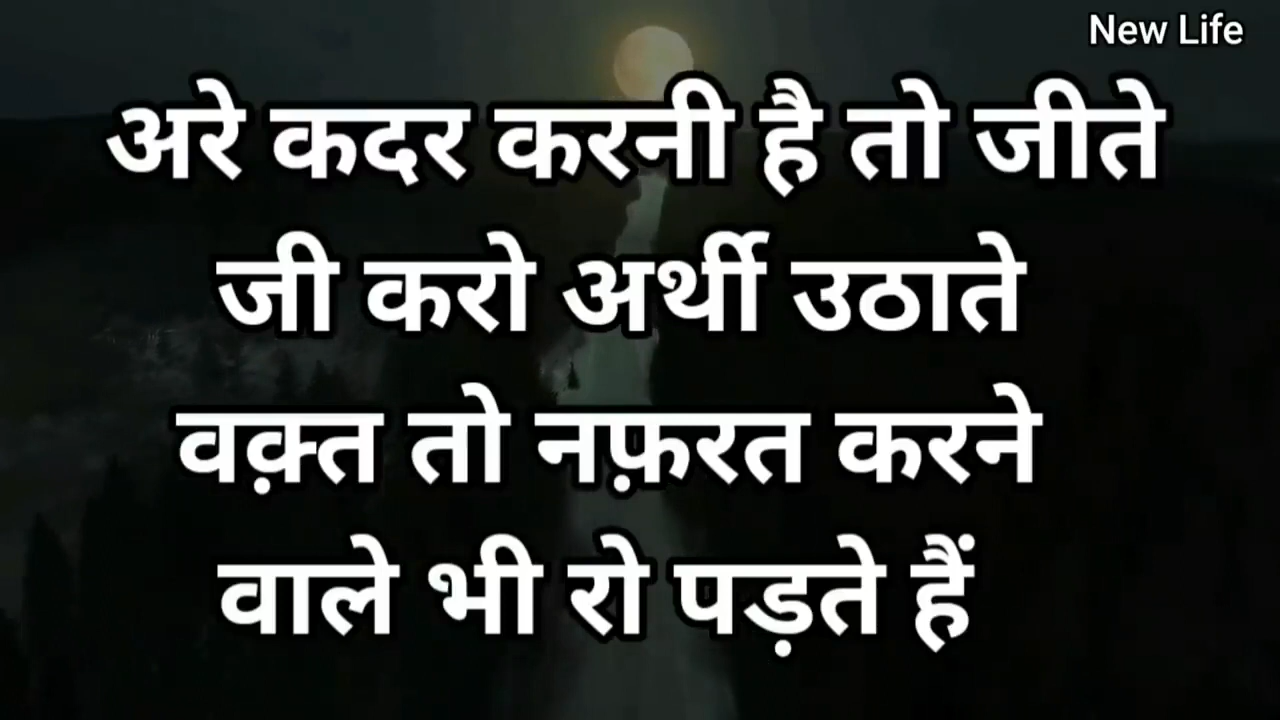 New Life
अरे कदर करनी है तो जीते
जी करो अर्थी उठाते
वक़्त तो नफ़रत करने
वाले भी रो पड़ते हैं